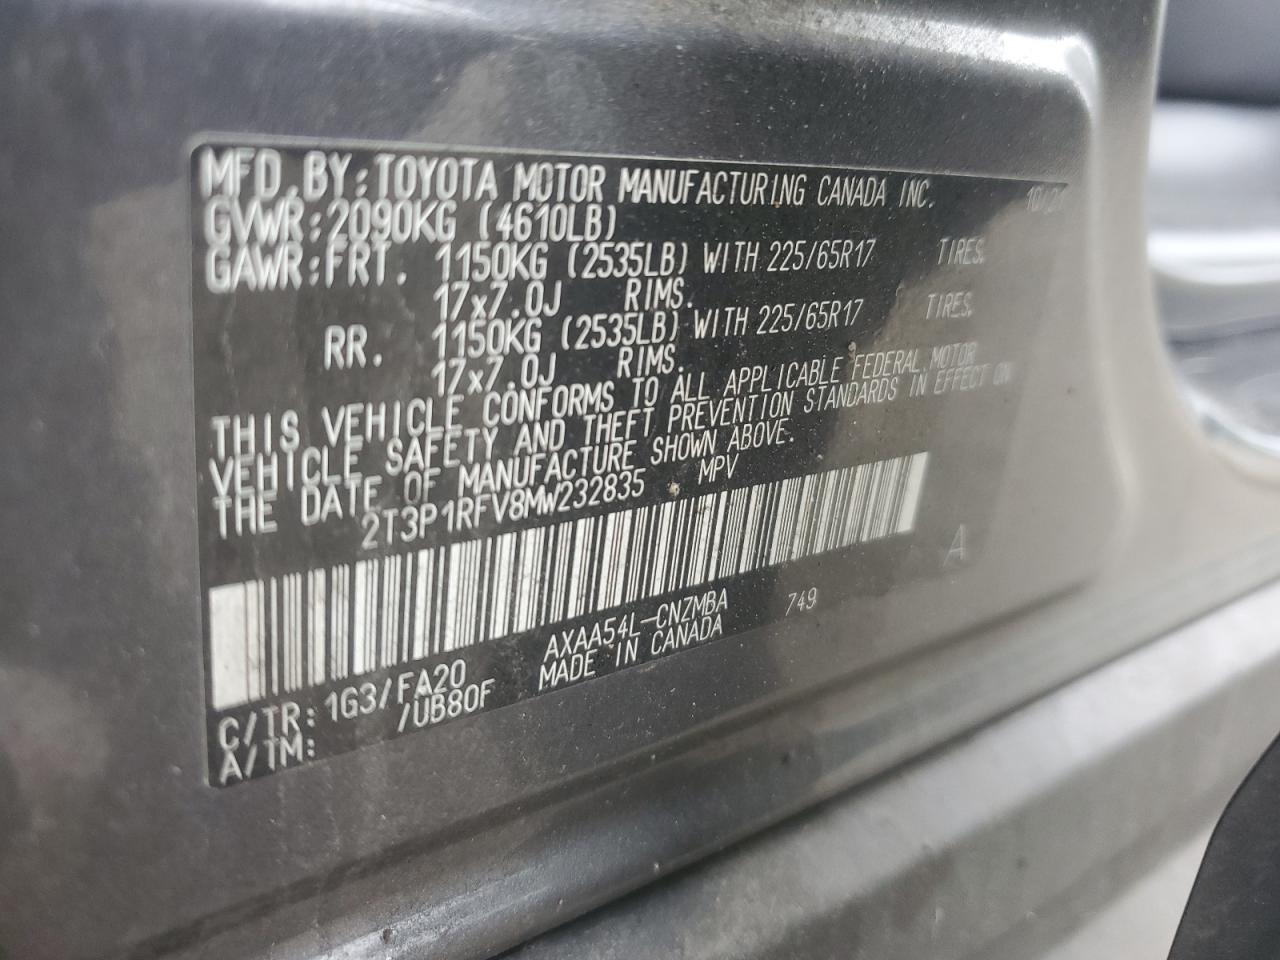 MFD.BY:TOYOTA MOTOR MANUFACTURING CANADA INC. 10/21
GVWR:2090KG (4610LB)
GAWR:FRT. 1150KG (2535LB) WITH 225/65R17 TIRES.
17x7.0J RIMS.
RR. 1150KG (2535LB) WITH 225/65R17 TIRES.
17x7.0J RIMS.
THIS VEHICLE CONFORMS TO ALL APPLICABLE FEDERAL MOTOR
VEHICLE SAFETY AND THEFT PREVENTION STANDARDS IN EFFECT ON
THE DATE OF MANUFACTURE SHOWN ABOVE.
2T3P1RFV8MW232835 . MPV
A
AXAA54L-CNZMBA 749
MADE IN CANADA
C/TR: 1G3/FA20
A/TM: /UB80F